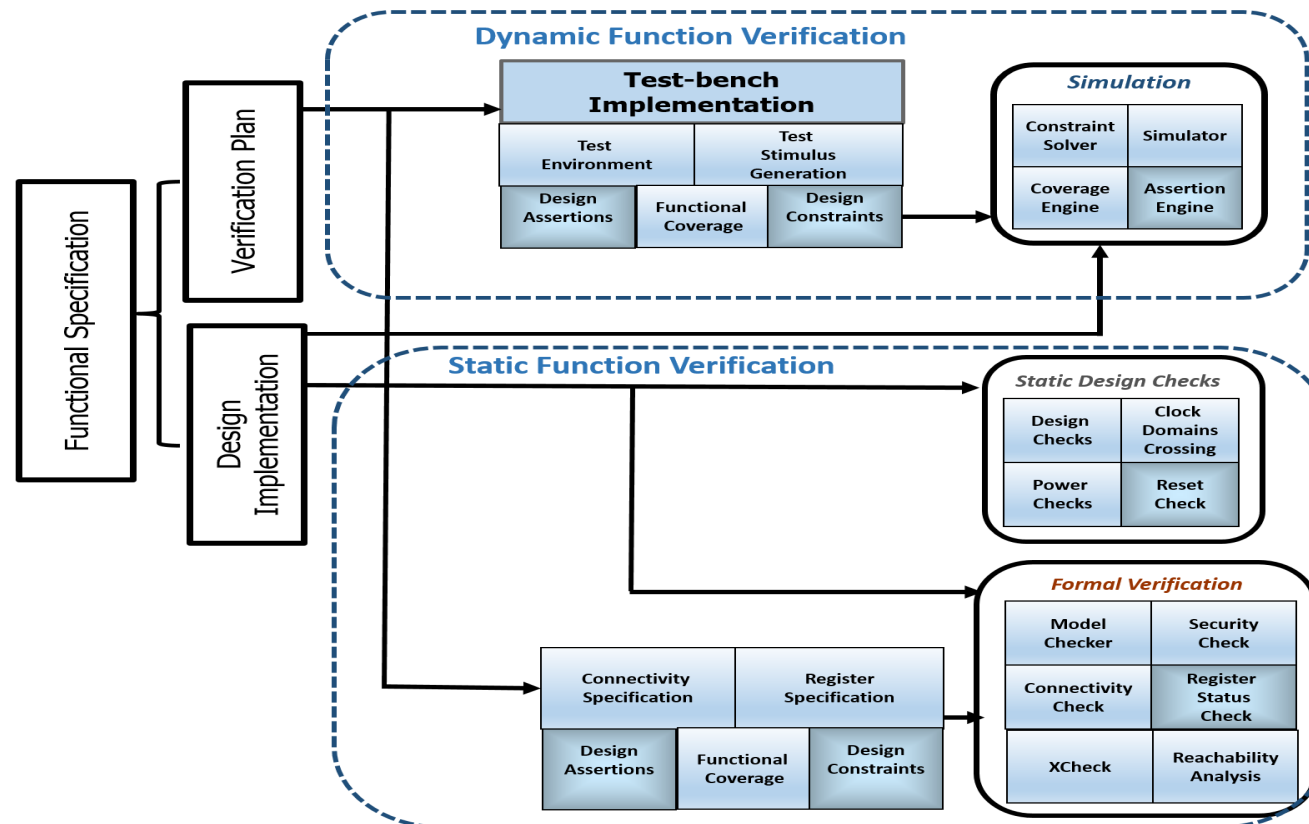 Dynamic Function Verification
Test-bench
Implementation
Test
Environment
Test
Stimulus
Generation
Design
Assertions
Functional
Coverage
Design
Constraints
Simulation
Constraint
Solver
Simulator
Coverage
Engine
Assertion
Engine
Functional Specification
Verification Plan
Design
Implementation
Static Function Verification
Static Design Checks
Design
Checks
Clock
Domains
Crossing
Power
Checks
Reset
Check
Formal Verification
Model
Checker
Security
Check
Connectivity
Check
Register
Status
Check
XCheck
Reachability
Analysis
Connectivity
Specification
Register
Specification
Design
Assertions
Functional
Coverage
Design
Constraints